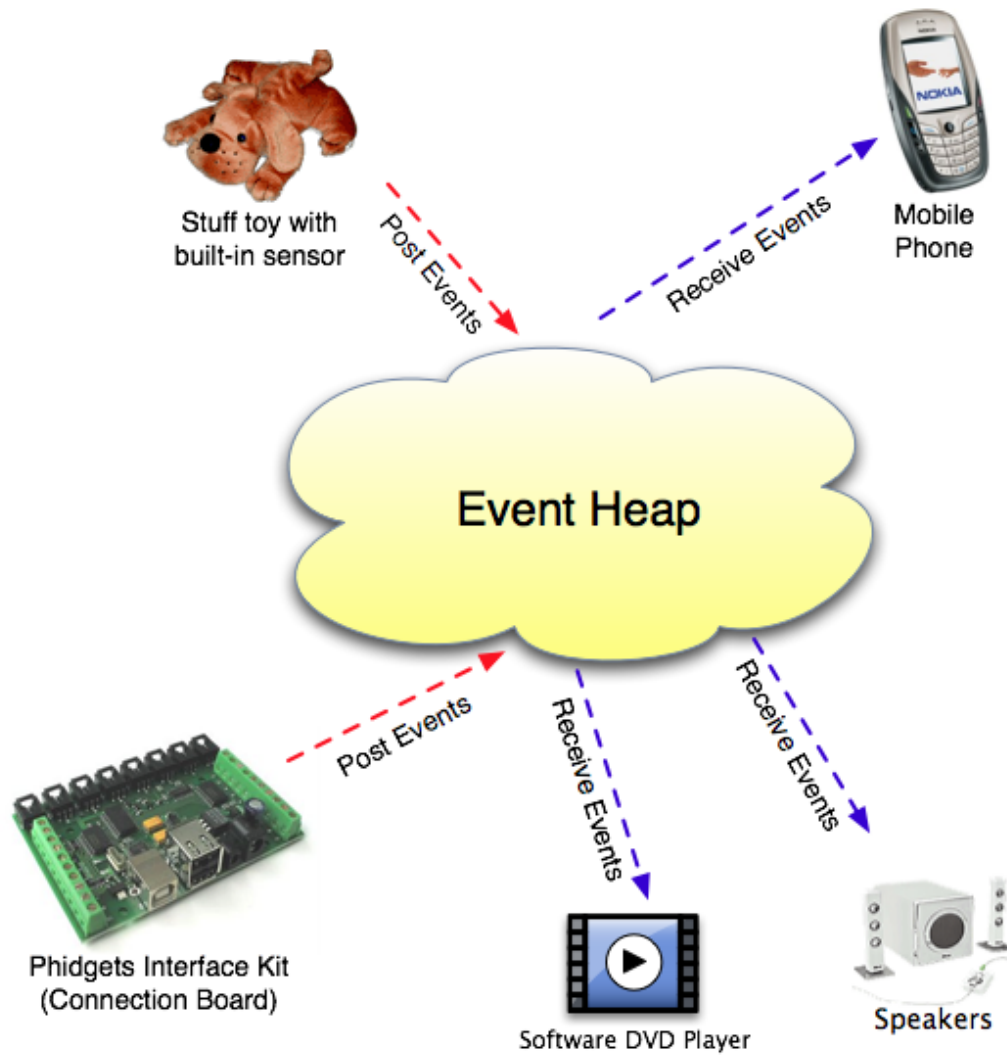 NOKIA
NOKIA
Stuff toy with
built-in sensor
Mobile
Phone
Post Events
Receive Events
Event Heap
Post Events
Receive Events
Receive Events
Phidgets Interface Kit
(Connection Board)
Software DVD Player
Speakers